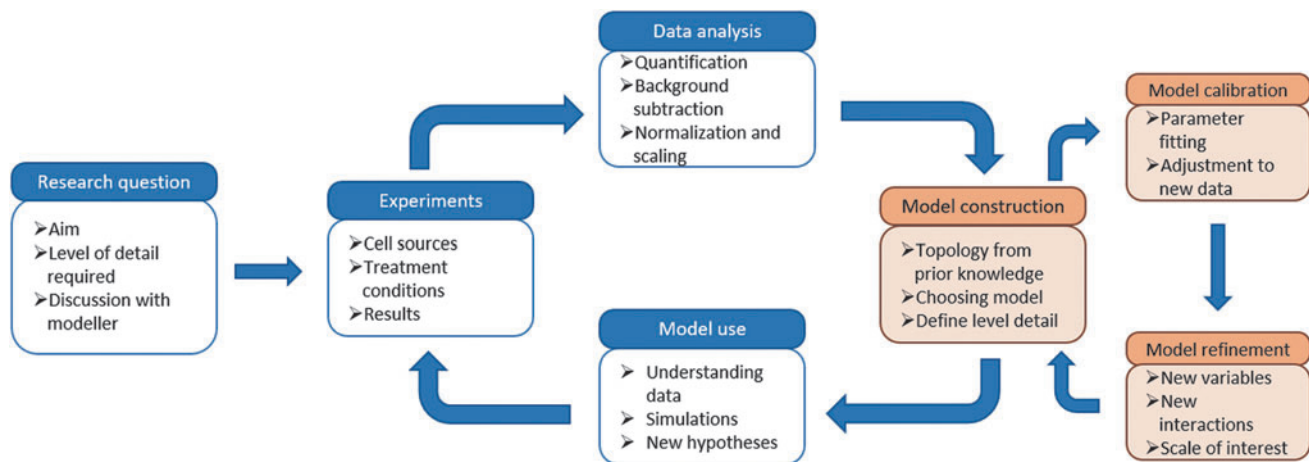 Research question
➤Aim
➤Level of detail
required
➤Discussion with
modeller
Experiments
➤Cell sources
➤Treatment
conditions
➤Results
Data analysis
➤Quantification
➤Background
subtraction
➤Normalization and
scaling
Model construction
➤Topology from
prior knowledge
➤Choosing model
➤Define level detail
Model calibration
➤Parameter
fitting
➤Adjustment to
new data
Model refinement
➤New variables
➤New
interactions
➤Scale of interest
Model use
➤ Understanding
data
➤ Simulations
➤ New hypotheses